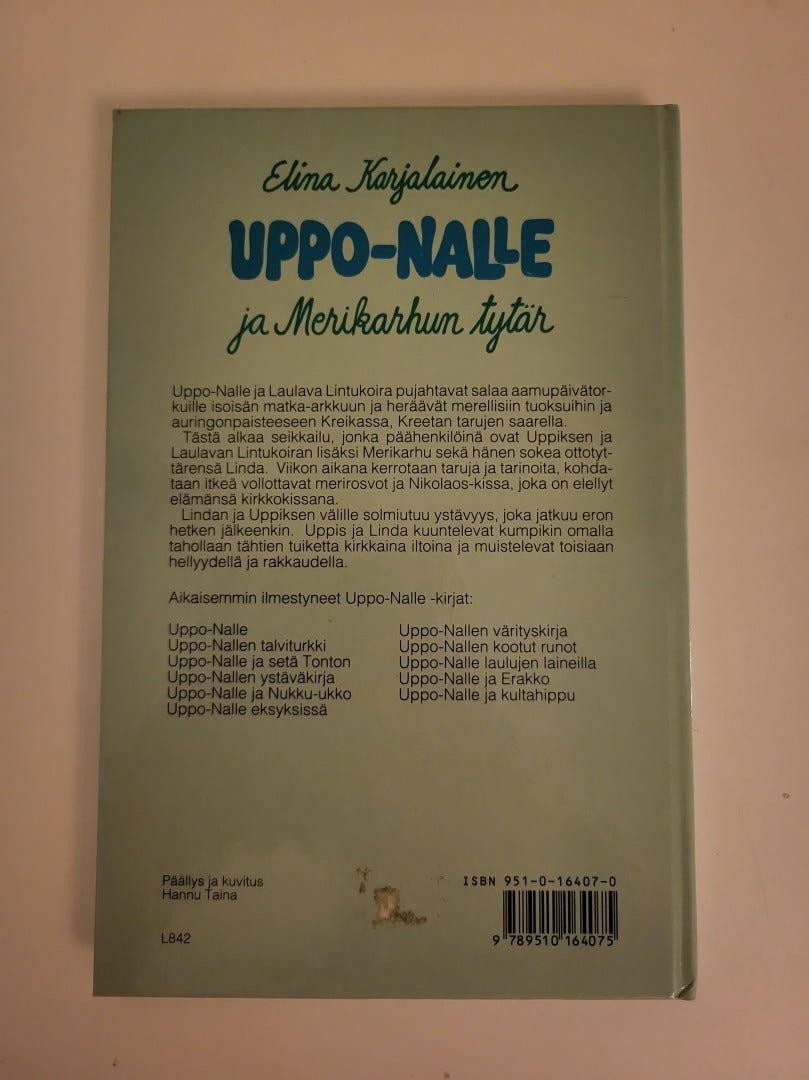 Elina Karjalainen
UPPO-NALLE
ja Merikarhun tytär
Uppo-Nalle ja Laulava Lintukoira pujahtavat salaa aamupäivätor-
kuille isoisän matka-arkkuun ja heräävät merellisiin tuoksuihin ja
auringonpaisteeseen Kreikassa, Kreetan tarujen saarella.
Tästä alkaa seikkailu, jonka päähenkilöinä ovat Uppiksen ja
Laulavan Lintukoiran lisäksi Merikarhu sekä hänen sokea ottotyt-
tärensä Linda. Viikon aikana kerrotaan taruja ja tarinoita, kohda-
taan itkeä vollottavat merirosvot ja Nikolaos-kissa, joka on elellyt
elämänsä kirkkokissana.
Lindan ja Uppiksen välille solmiutuu ystävyys, joka jatkuu eron
hetken jälkeenkin. Uppis ja Linda kuuntelevat kumpikin omalla
tahollaan tähtien tuiketta kirkkaina iltoina ja muistelevat toisiaan
hellyydellä ja rakkaudella.
Aikaisemmin ilmestyneet Uppo-Nalle -kirjat:
Uppo-Nalle
Uppo-Nallen talviturkki
Uppo-Nalle ja setä Tonton
Uppo-Nallen ystäväkirja
Uppo-Nalle ja Nukku-ukko
Uppo-Nalle eksyksissä
Uppo-Nallen värityskirja
Uppo-Nallen kootut runot
Uppo-Nalle laulujen laineilla
Uppo-Nalle ja Erakko
Uppo-Nalle ja kultahippu
Päällys ja kuvitus
Hannu Taina
L842
ISBN 951-0-16407-0
9 789510 164075